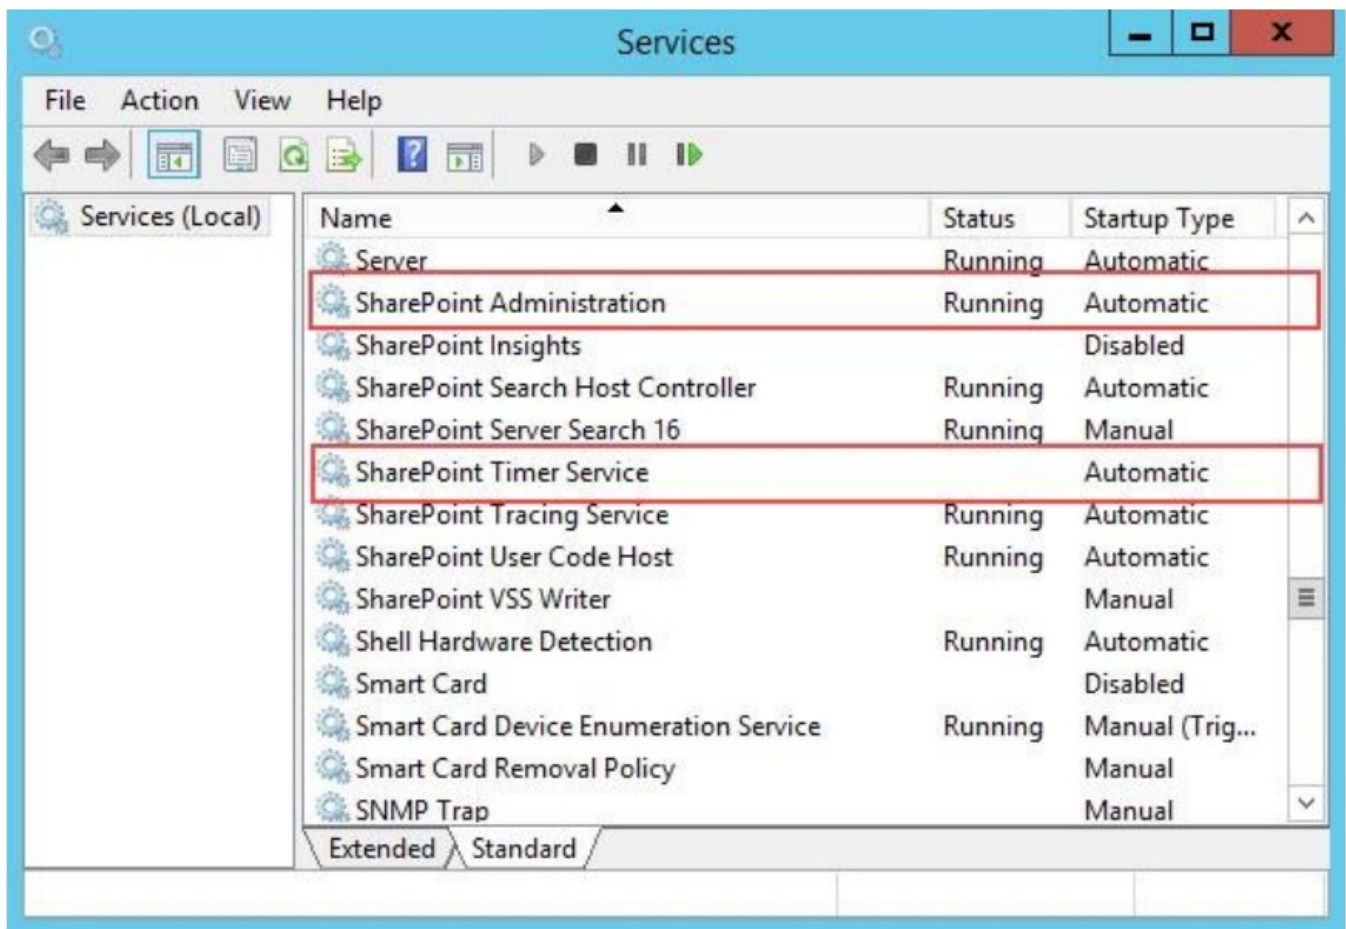 Services
File Action View Help
Services (Local)
Name Status Startup Type
Server Running Automatic
SharePoint Administration Running Automatic
SharePoint Insights Disabled
SharePoint Search Host Controller Running Automatic
SharePoint Server Search 16 Running Manual
SharePoint Timer Service Automatic
SharePoint Tracing Service Running Automatic
SharePoint User Code Host Running Automatic
SharePoint VSS Writer Manual
Shell Hardware Detection Running Automatic
Smart Card Disabled
Smart Card Device Enumeration Service Running Manual (Trig...
Smart Card Removal Policy Manual
SNMP Trap Manual
Extended Standard